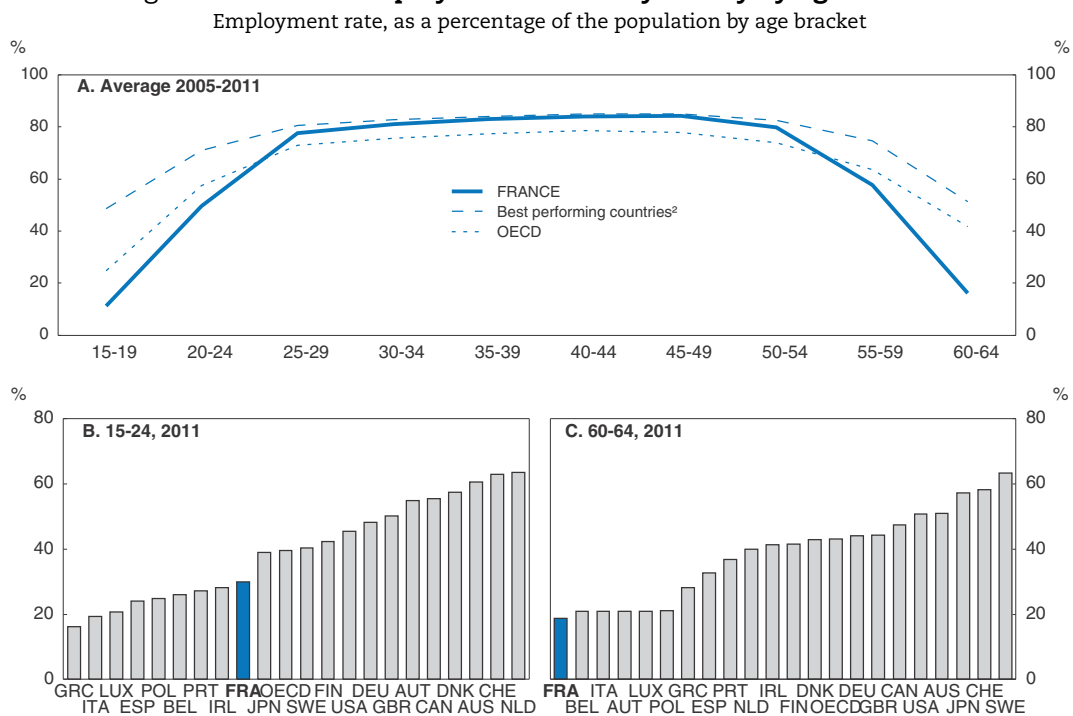 Employment rate, as a percentage of the population by age bracket
% %
100 100
A. Average 2005-2011
80 80
60 60
FRANCE
Best performing countries²
40 40
OECD
20 20
0 0
15-19 20-24 25-29 30-34 35-39 40-44 45-49 50-54 55-59 60-64
% %
80 80
B. 15-24, 2011 C. 60-64, 2011
60 60
40 40
20 20
0 0
GRC LUX POL PRT FRA OECD FIN DEU AUT DNK CHE
ITA ESP BEL IRL JPN SWE USA GBR CAN AUS NLD
FRA ITA LUX GRC PRT IRL DNK DEU CAN AUS CHE
BEL AUT POL ESP NLD FIN OECD GBR USA JPN SWE